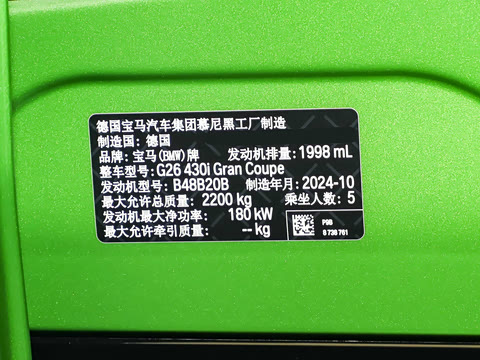 德国宝马汽车集团慕尼黑工厂制造
制造国: 德国
品牌: 宝马(BMW)牌 发动机排量: 1998 mL
整车型号: G26 430i Gran Coupe
发动机型号: B48B20B 制造年月: 2024-10
最大允许总质量: 2200 kg 乘坐人数: 5
发动机最大净功率: 180 kW
最大允许牵引质量: -- kg
P9B
8 738 761